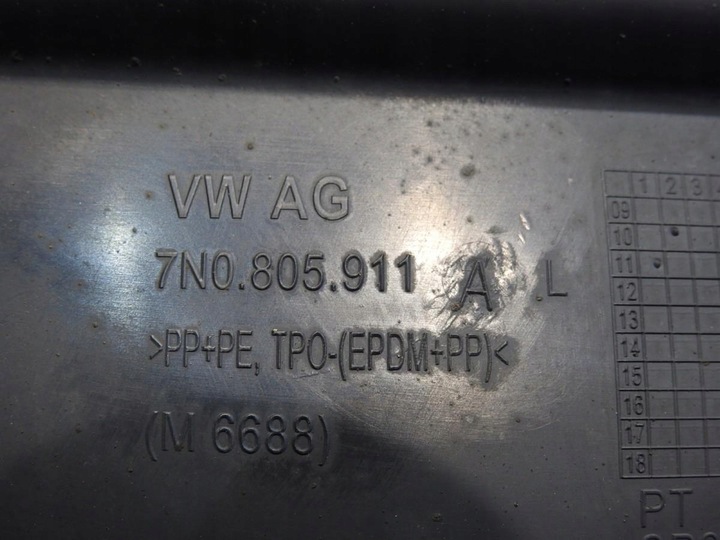 VW AG
7N0.805.911 A L
>PP+PE, TPO-(EPDM+PP)<
(M 6688)
1 2 3
09
10
11
12
13
14
15
16
17
18
PT